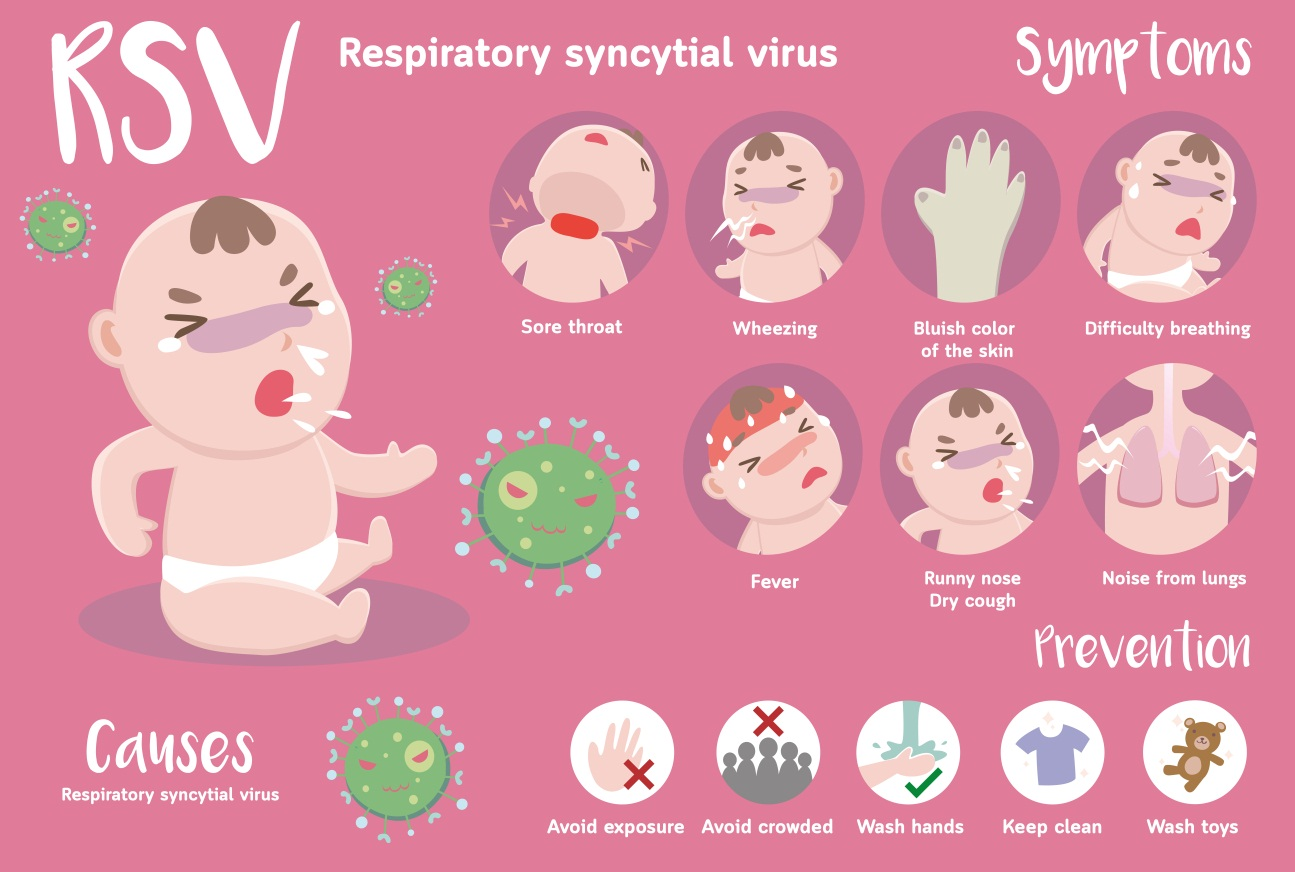 RSV
Respiratory syncytial virus
Symptoms
Sore throat
Wheezing
Bluish color
of the skin
Difficulty breathing
Fever
Runny nose
Dry cough
Noise from lungs
Prevention
Causes
Respiratory syncytial virus
Avoid exposure
Avoid crowded
Wash hands
Keep clean
Wash toys